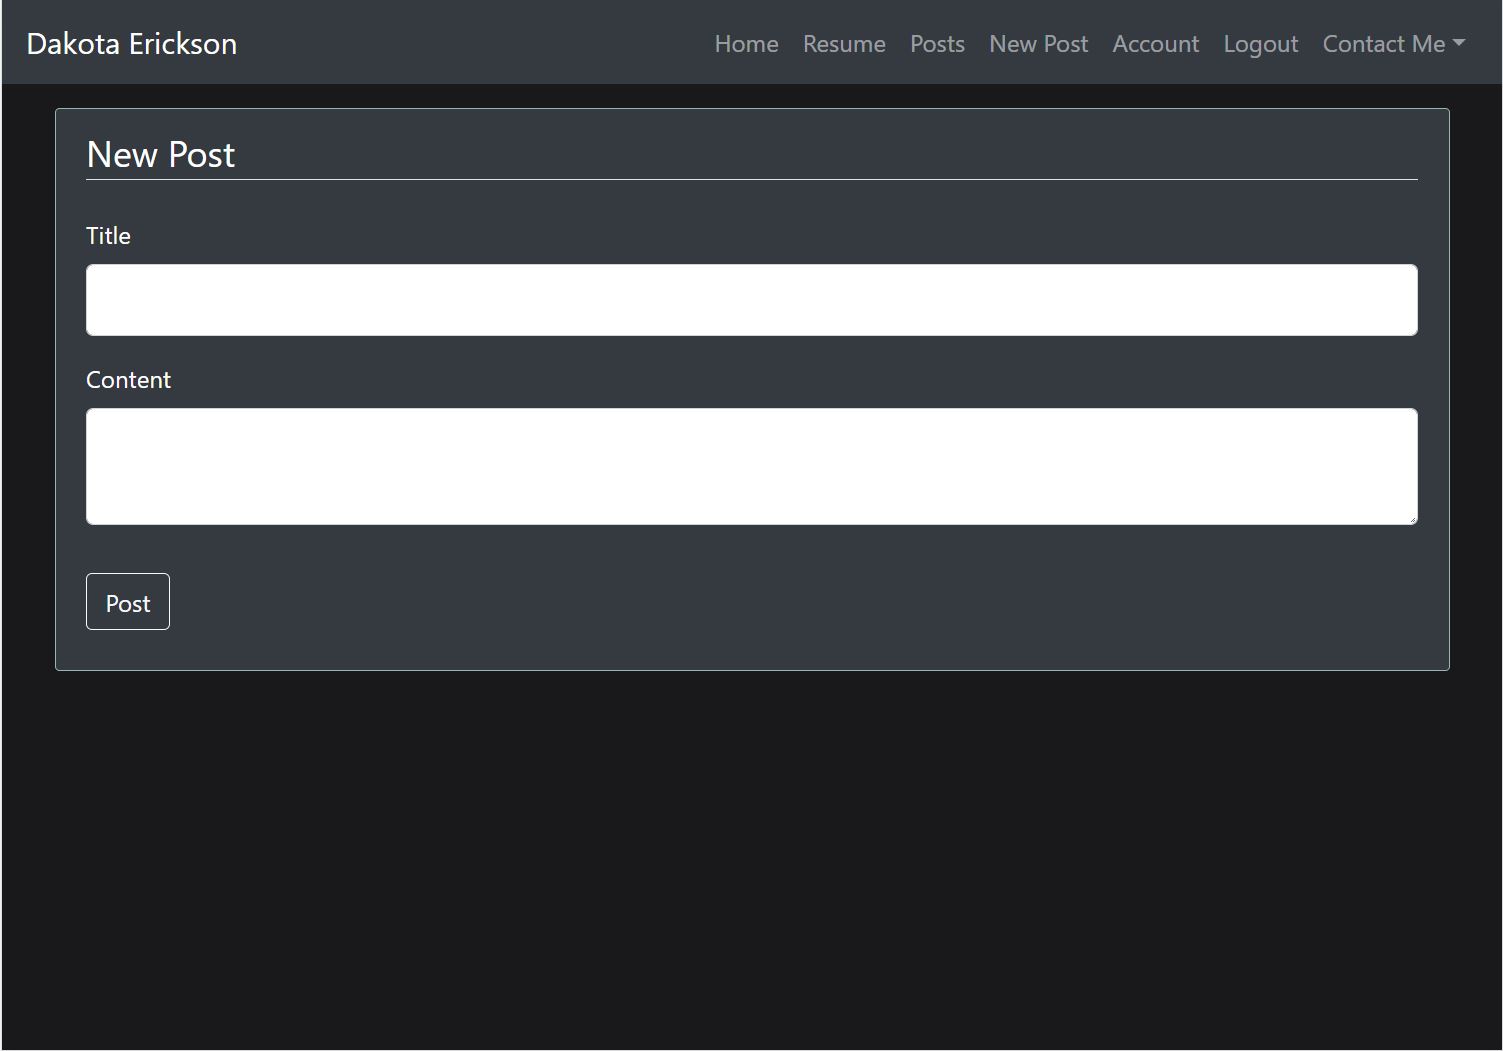 Dakota Erickson Home Resume Posts New Post Account Logout Contact Me
New Post
Title
Content
Post